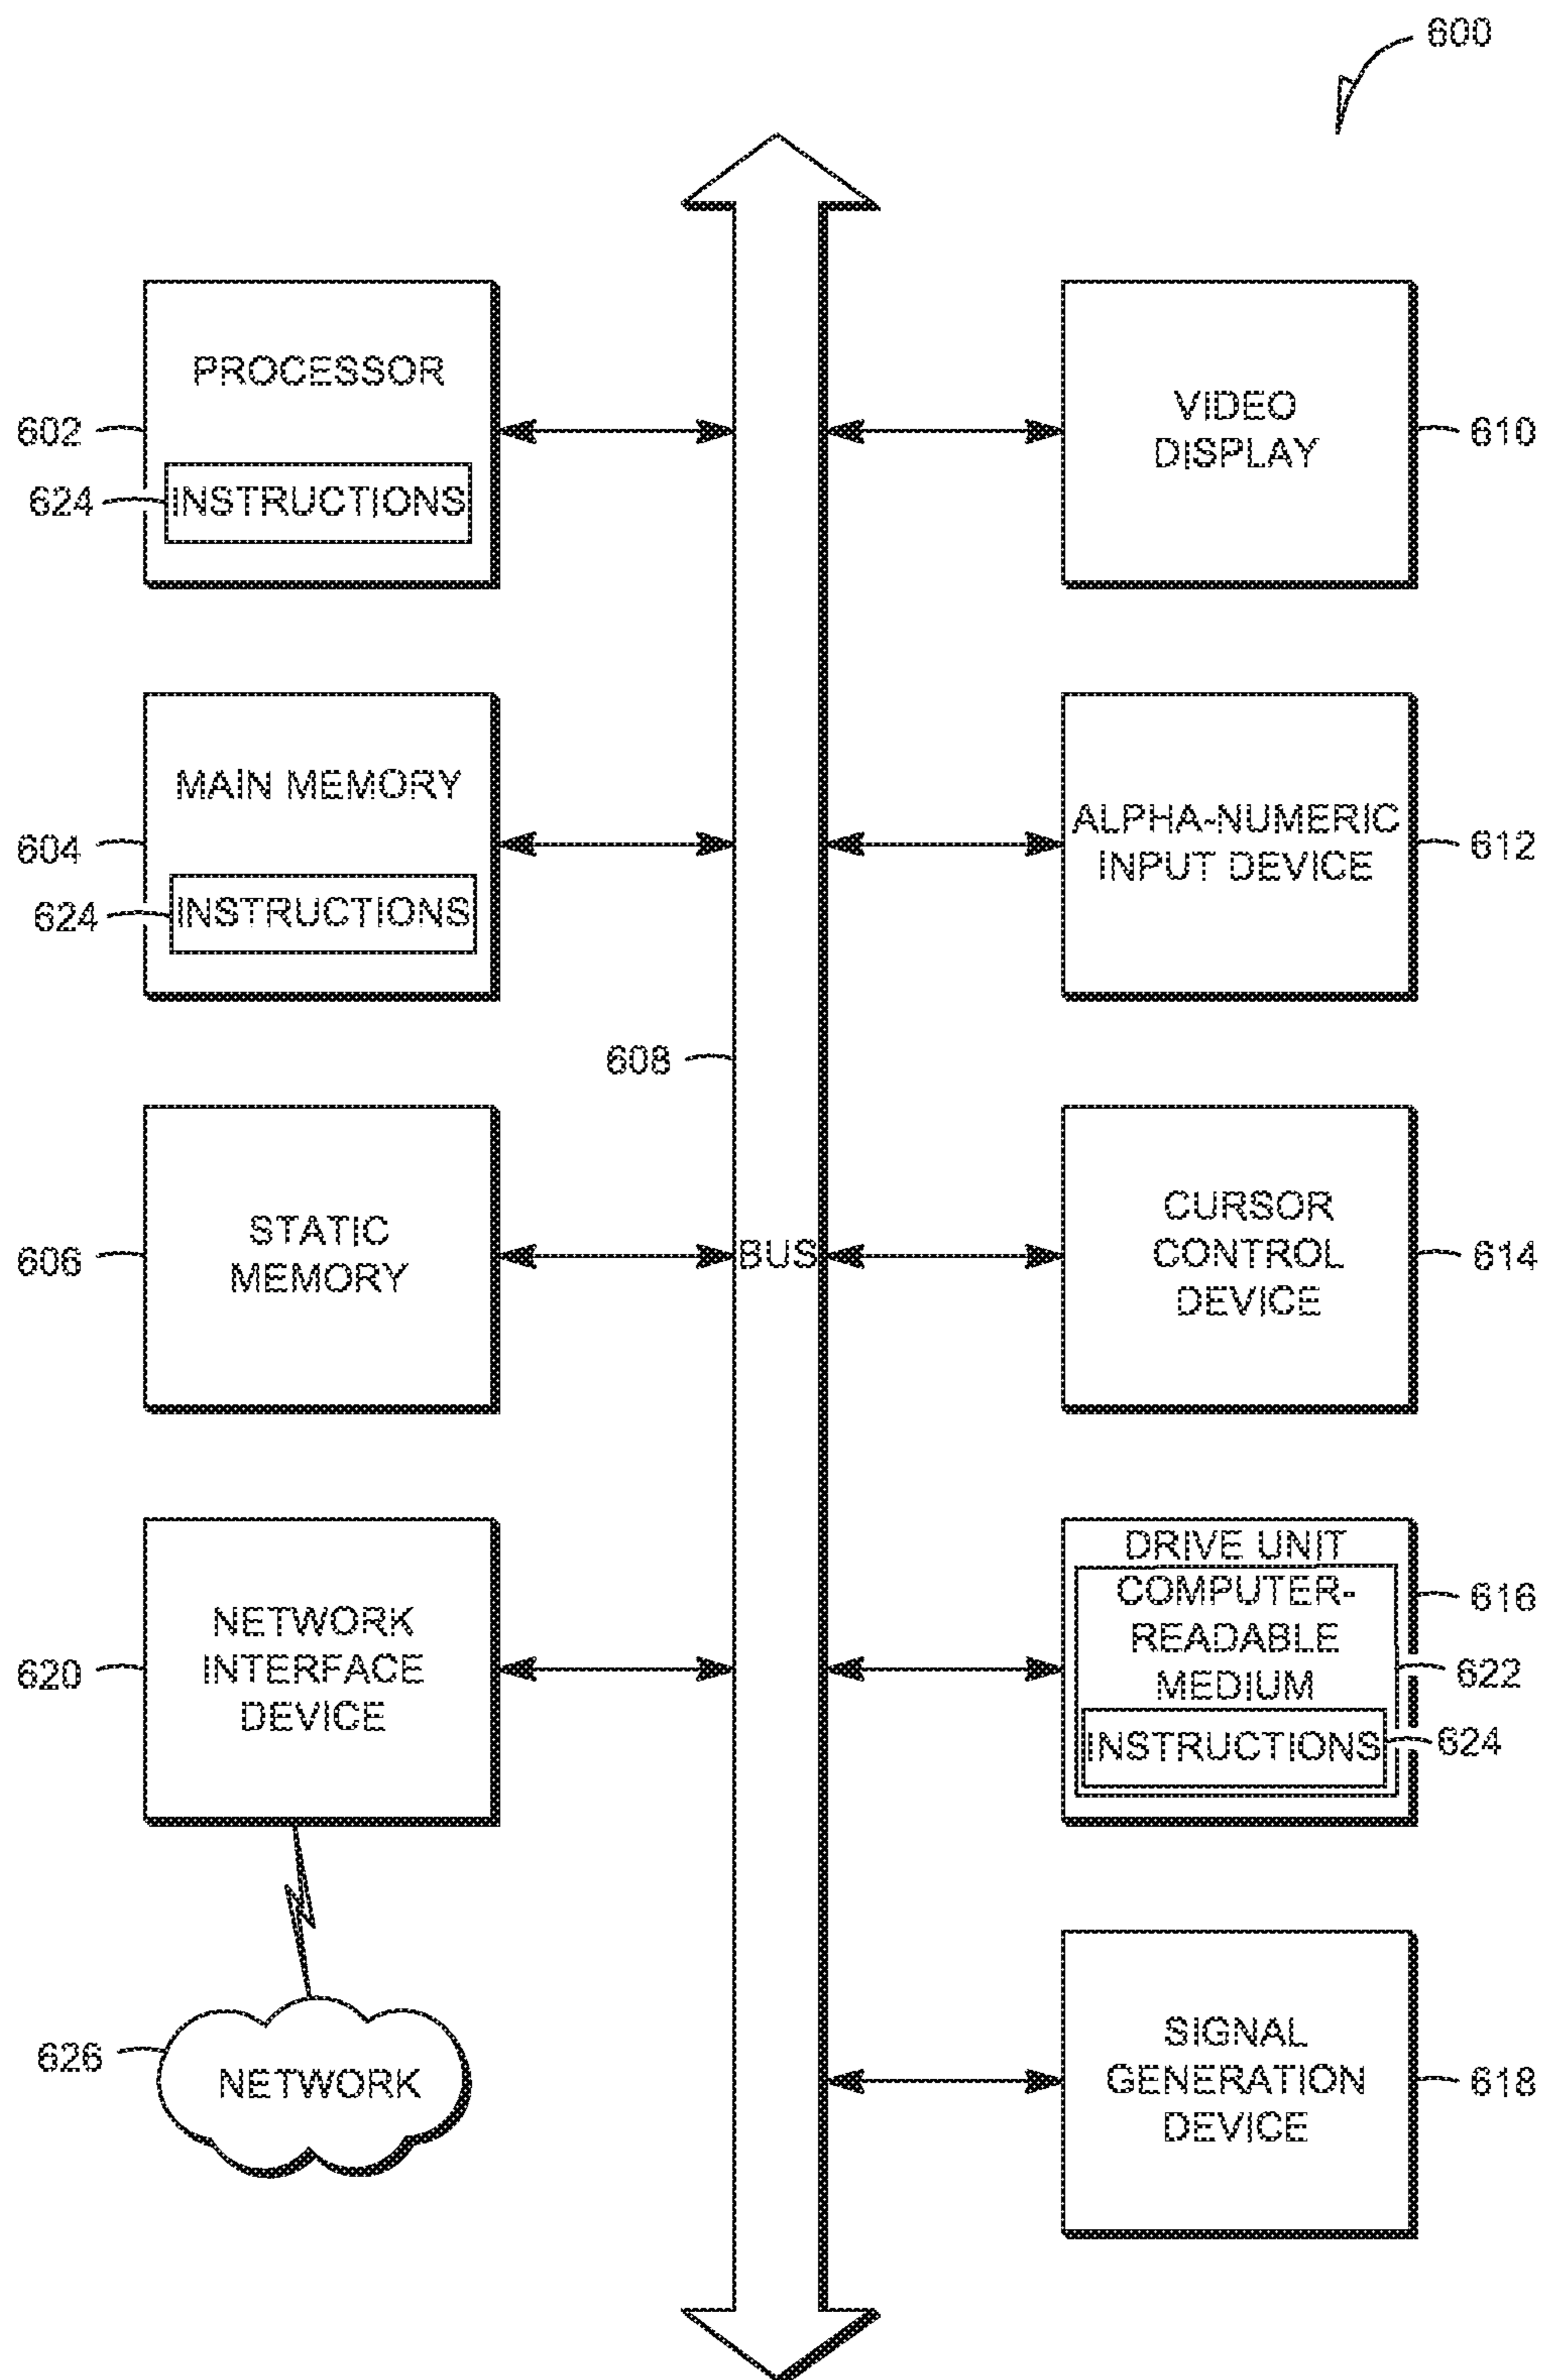 600
PROCESSOR
602
624
INSTRUCTIONS
VIDEO
DISPLAY
610
MAIN MEMORY
604
624
INSTRUCTIONS
ALPHA-NUMERIC
INPUT DEVICE
612
608
STATIC
MEMORY
606
BUS
CURSOR
CONTROL
DEVICE
614
NETWORK
INTERFACE
DEVICE
620
DRIVE UNIT
COMPUTER-
READABLE
MEDIUM
616
622
INSTRUCTIONS
624
626
NETWORK
SIGNAL
GENERATION
DEVICE
618